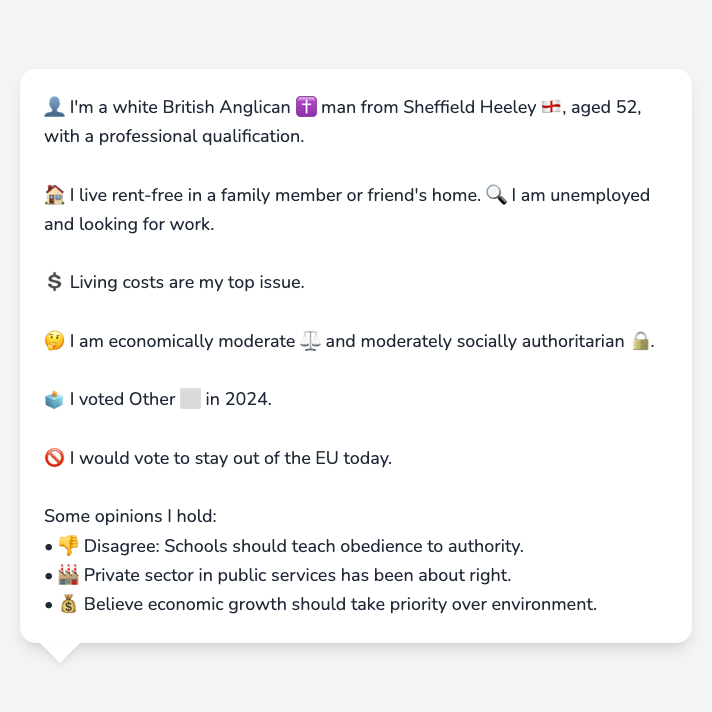 👤 I'm a white British Anglican ✝️ man from Sheffield Heeley 🏴󠁧󠁢󠁥󠁮󠁧󠁿, aged 52,
with a professional qualification.
🏠 I live rent-free in a family member or friend's home. 🔍 I am unemployed
and looking for work.
💲 Living costs are my top issue.
🤔 I am economically moderate ⚖️ and moderately socially authoritarian 🔒.
🗳️ I voted Other ⬜ in 2024.
🚫 I would vote to stay out of the EU today.
Some opinions I hold:
• 👎 Disagree: Schools should teach obedience to authority.
• 🏭 Private sector in public services has been about right.
• 💰 Believe economic growth should take priority over environment.